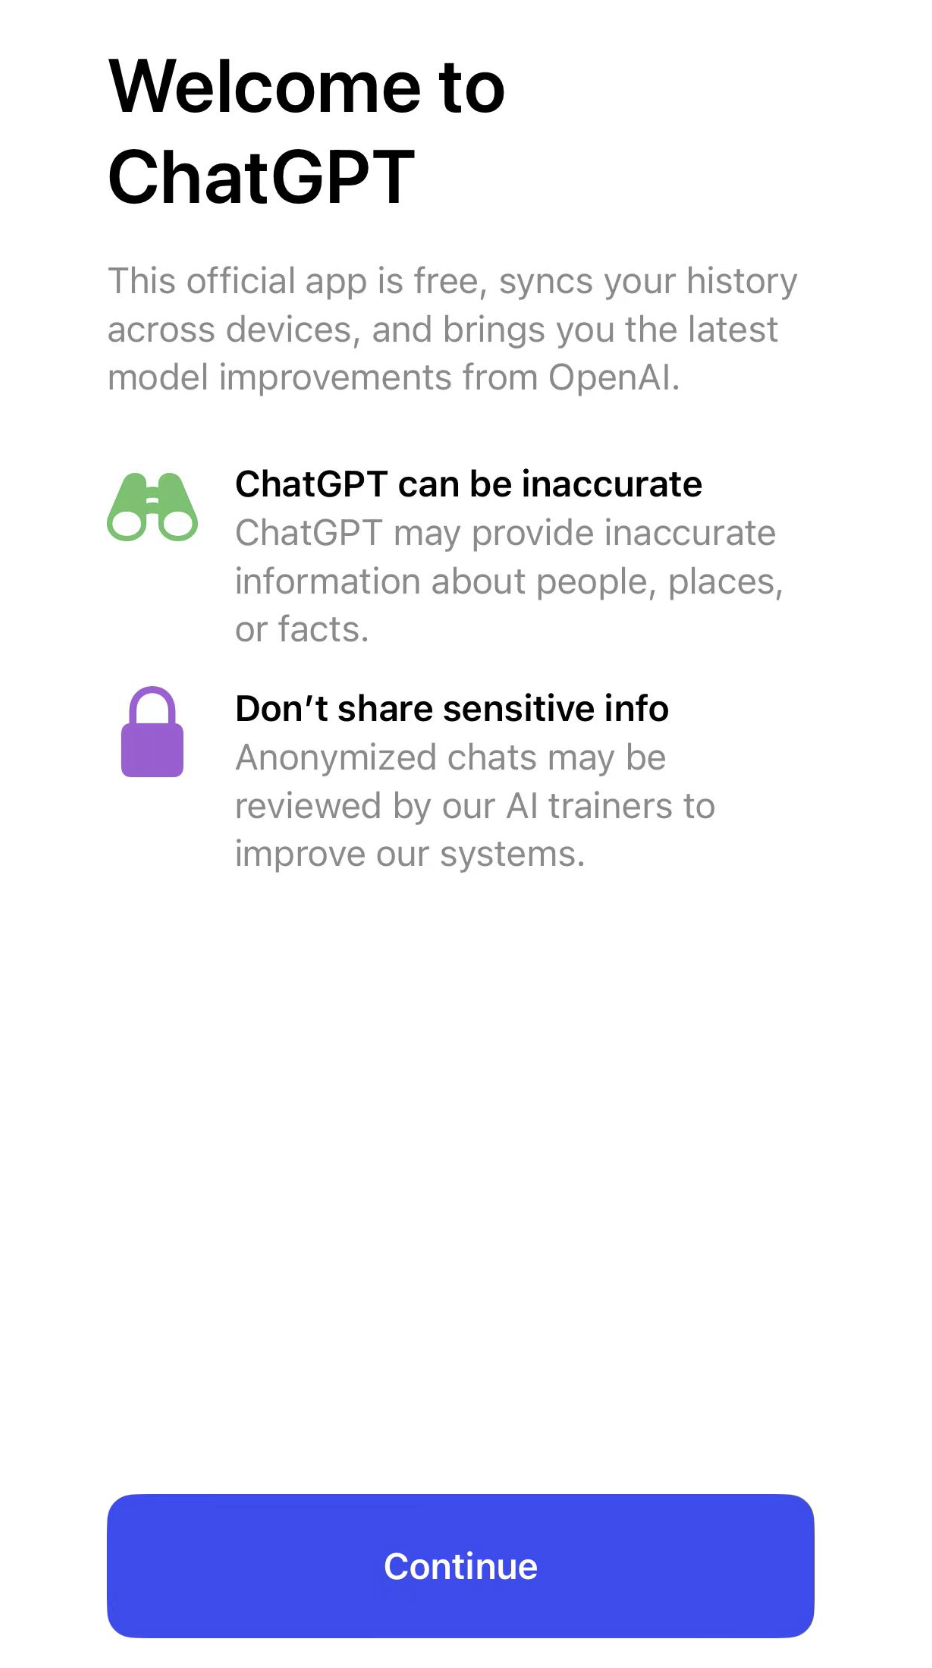 Welcome to
ChatGPT
This official app is free, syncs your history
across devices, and brings you the latest
model improvements from OpenAI.
ChatGPT can be inaccurate
ChatGPT may provide inaccurate
information about people, places,
or facts.
Don’t share sensitive info
Anonymized chats may be
reviewed by our AI trainers to
improve our systems.
Continue